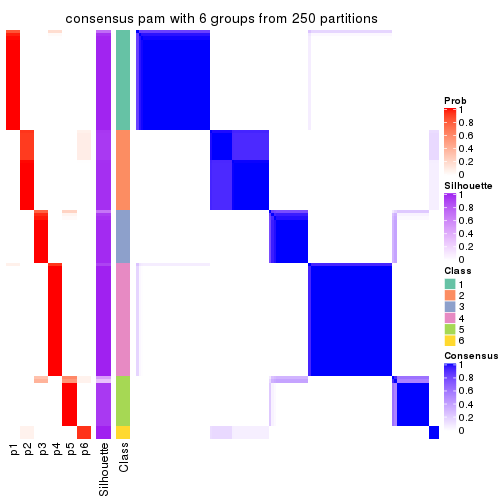 consensus pam with 6 groups from 250 partitions
Prob
1
0.8
0.6
0.4
0.2
0
Silhouette
1
0.8
0.6
0.4
0.2
0
Class
1
2
3
4
5
6
Consensus
1
0.8
0.6
0.4
0.2
0
p1
p2
p3
p4
p5
p6
Silhouette
Class